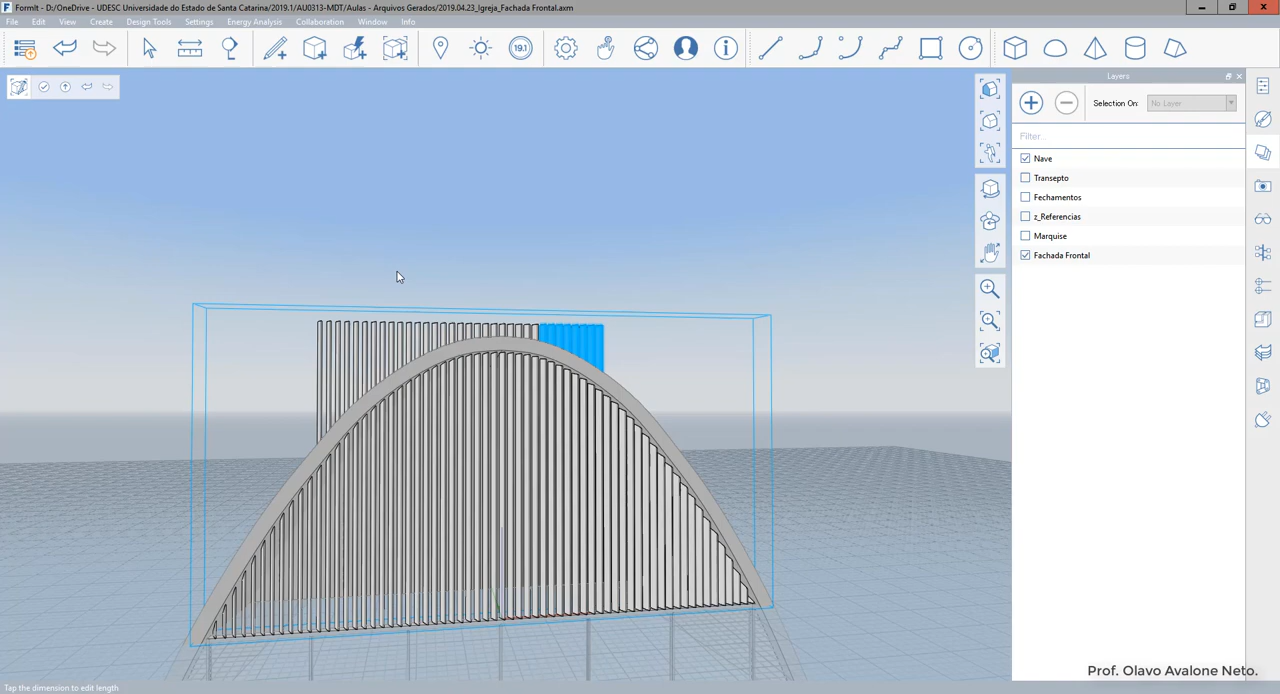 FormIt - D:/OneDrive - UDESC Universidade do Estado de Santa Catarina/2019.1/AU0313-MDT/Aulas - Arquivos Gerados/2019.04.23_Igreja_Fachada Frontal.axm
File Edit View Create Design Tools Settings Energy Analysis Collaboration Window Info
19.1
Layers
Selection On: No Layer
Filter...
Nave
Transepto
Fechamentos
z_Referencias
Marquise
Fachada Frontal
Prof. Olavo Avalone Neto.
Tap the dimension to edit length